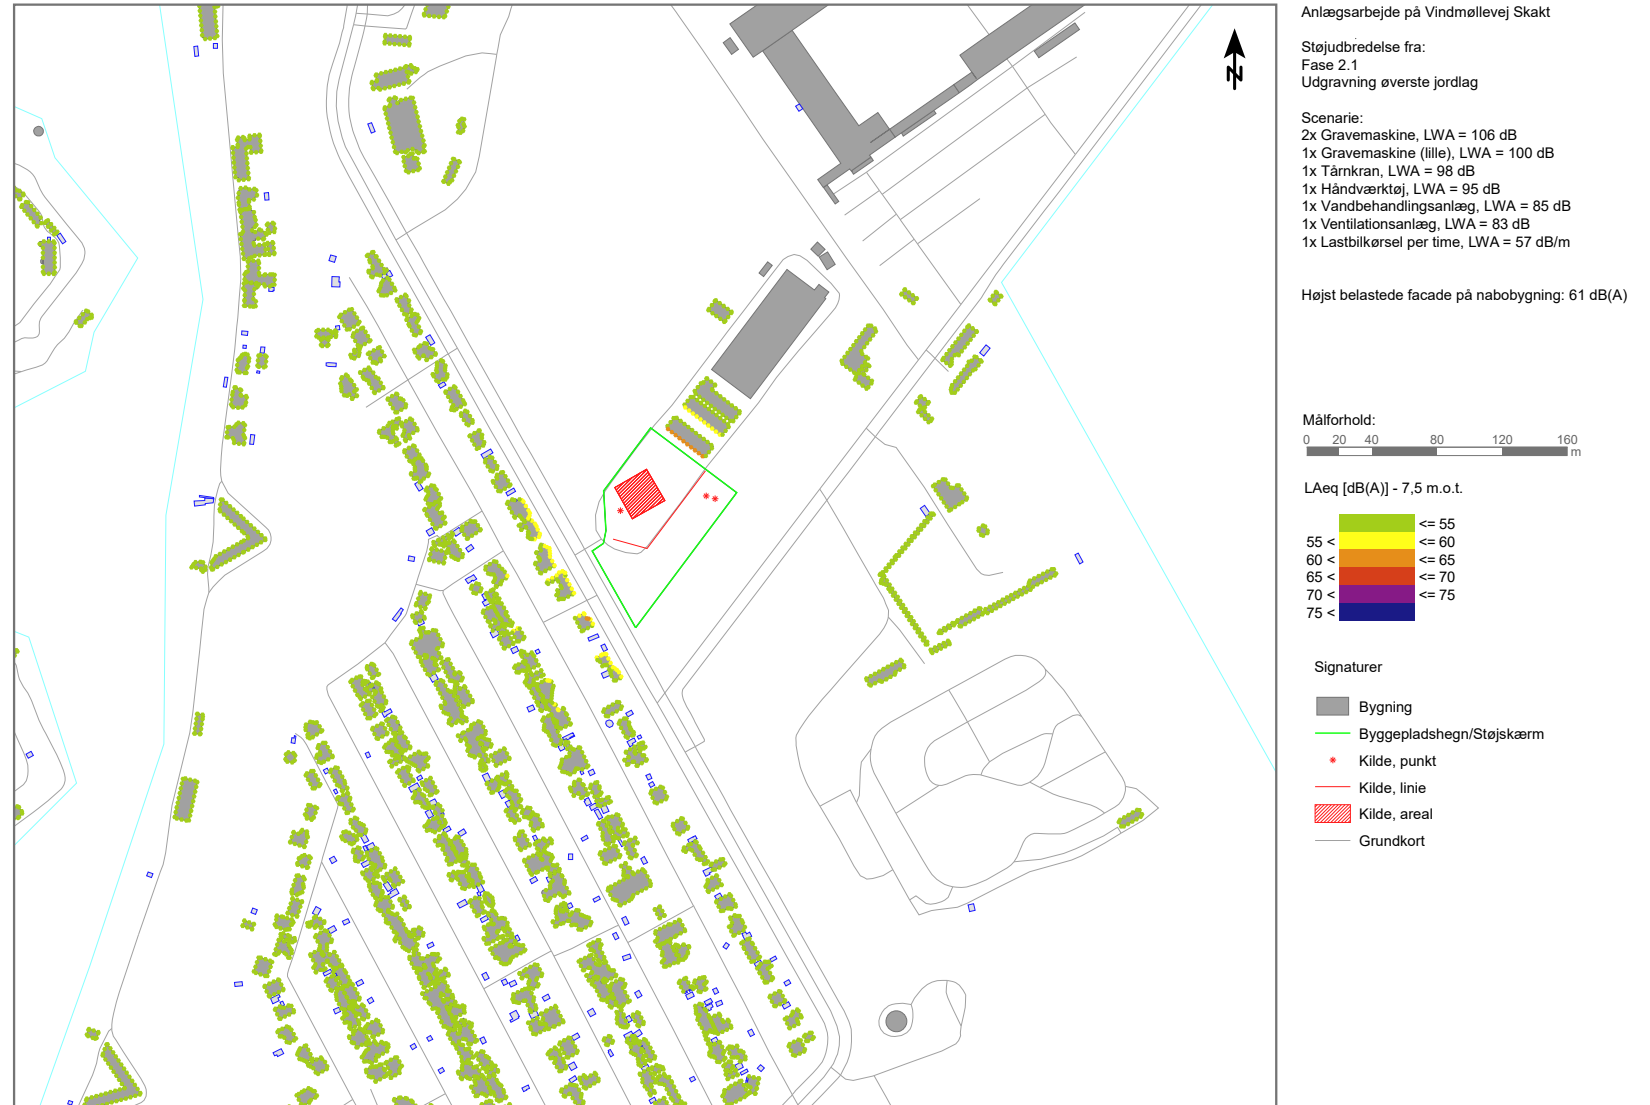 Anlægsarbejde på Vindmøllevej Skakt
Støjudbredelse fra:
Fase 2.1
Udgravning øverste jordlag
Scenarie:
2x Gravemaskine, LWA = 106 dB
1x Gravemaskine (lille), LWA = 100 dB
1x Tårnkran, LWA = 98 dB
1x Håndværktøj, LWA = 95 dB
1x Vandbehandlingsanlæg, LWA = 85 dB
1x Ventilationsanlæg, LWA = 83 dB
1x Lastbilkørsel per time, LWA = 57 dB/m
Højst belastede facade på nabobygning: 61 dB(A)
N
Målforhold:
0 20 40 80 120 160
m
LAeq [dB(A)] - 7,5 m.o.t.
<= 55
55 < <= 60
60 < <= 65
65 < <= 70
70 < <= 75
75 <
Signaturer
Bygning
Byggepladshegn/Støjskærm
Kilde, punkt
Kilde, linie
Kilde, areal
Grundkort